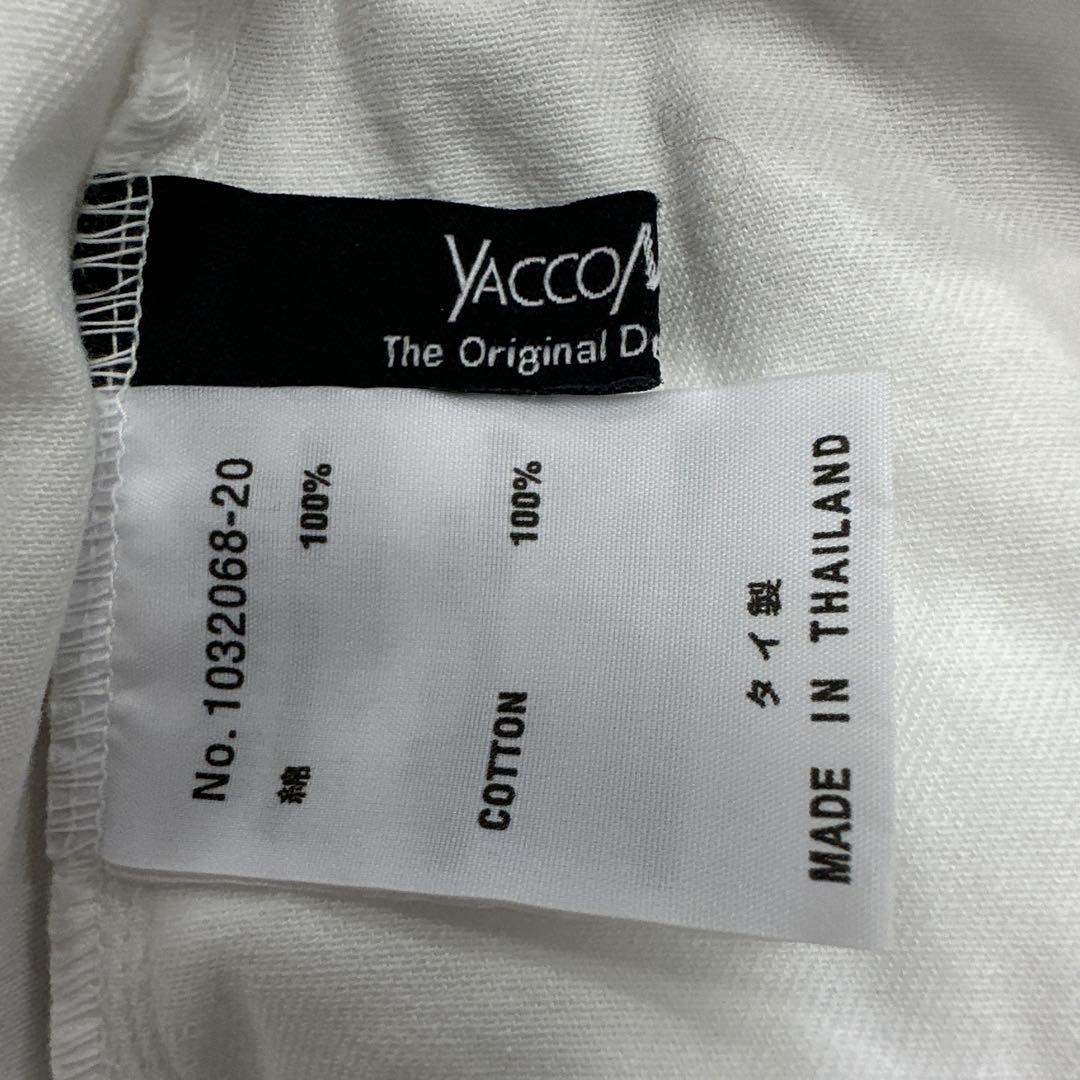 YACCO
The Original D
No. 1032068-20
綿 100%
COTTON 100%
タイ製
MADE IN THAILAND